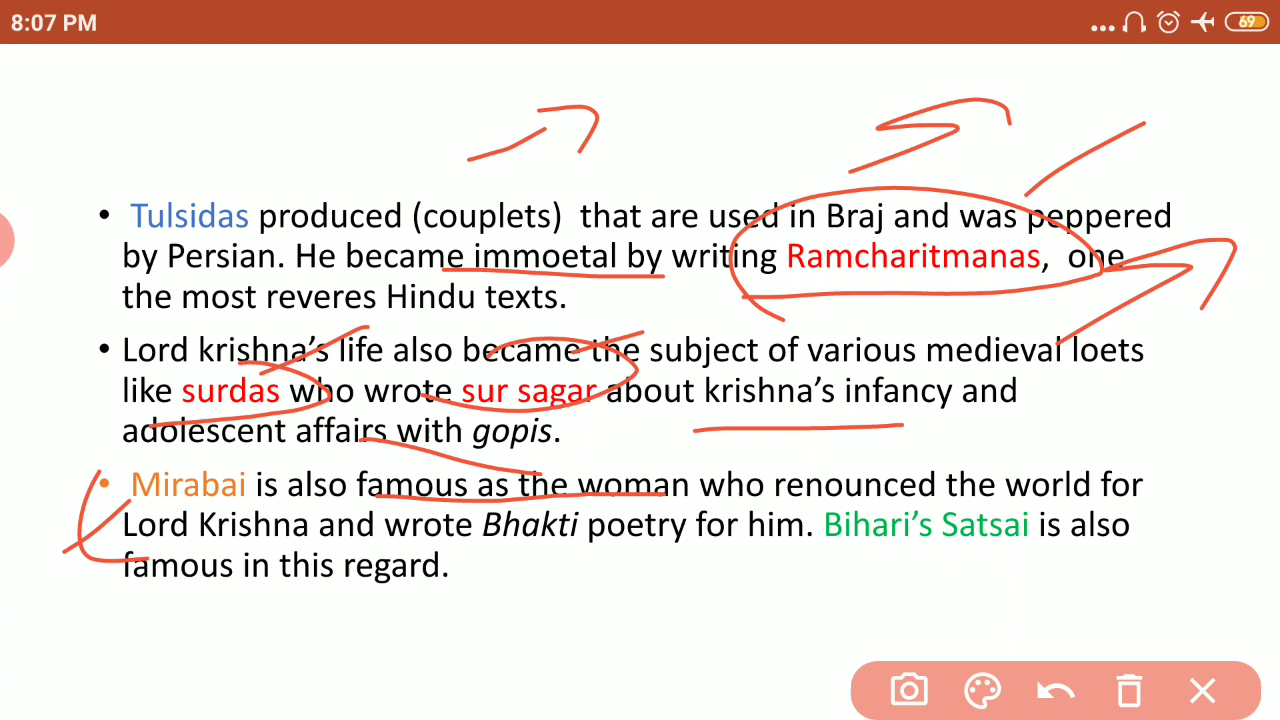 8:07 PM
69
• Tulsidas produced (couplets) that are used in Braj and was peppered
by Persian. He became immoetal by writing Ramcharitmanas, one
the most reveres Hindu texts.
• Lord krishna's life also became the subject of various medieval loets
like surdas who wrote sur sagar about krishna's infancy and
adolescent affairs with gopis.
• Mirabai is also famous as the woman who renounced the world for
Lord Krishna and wrote Bhakti poetry for him. Bihari's Satsai is also
famous in this regard.